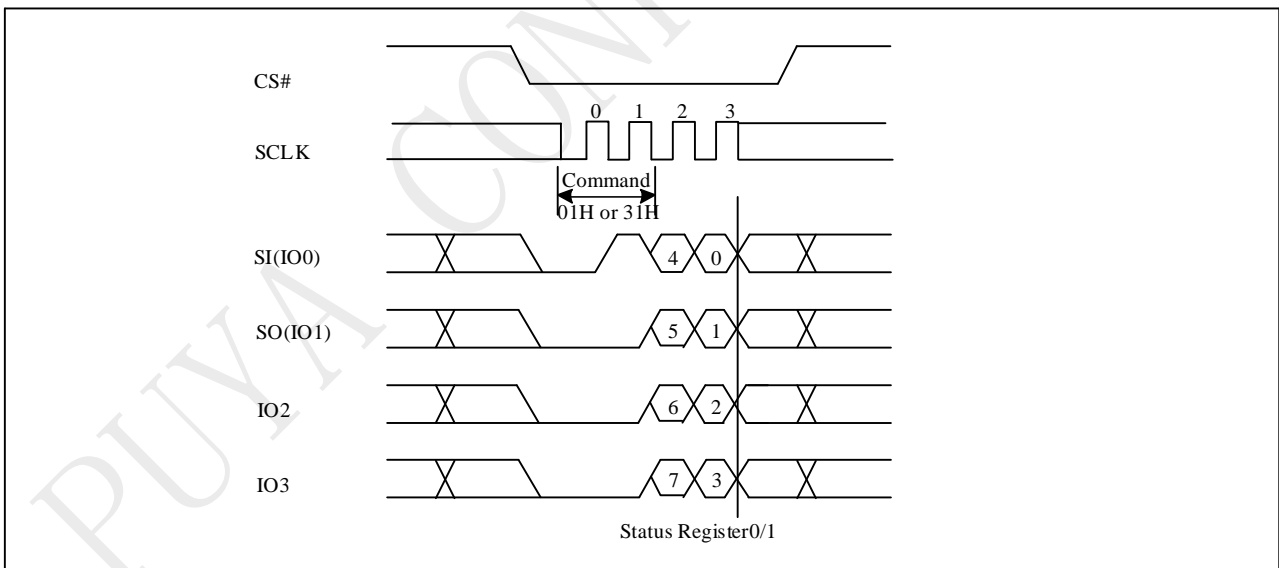 CS#
0 1 2 3
SCLK
Command
01H or 31H
SI(IO0) 4 0
SO(IO1) 5 1
IO2 6 2
IO3 7 3
Status Register0/1
PUYA CON